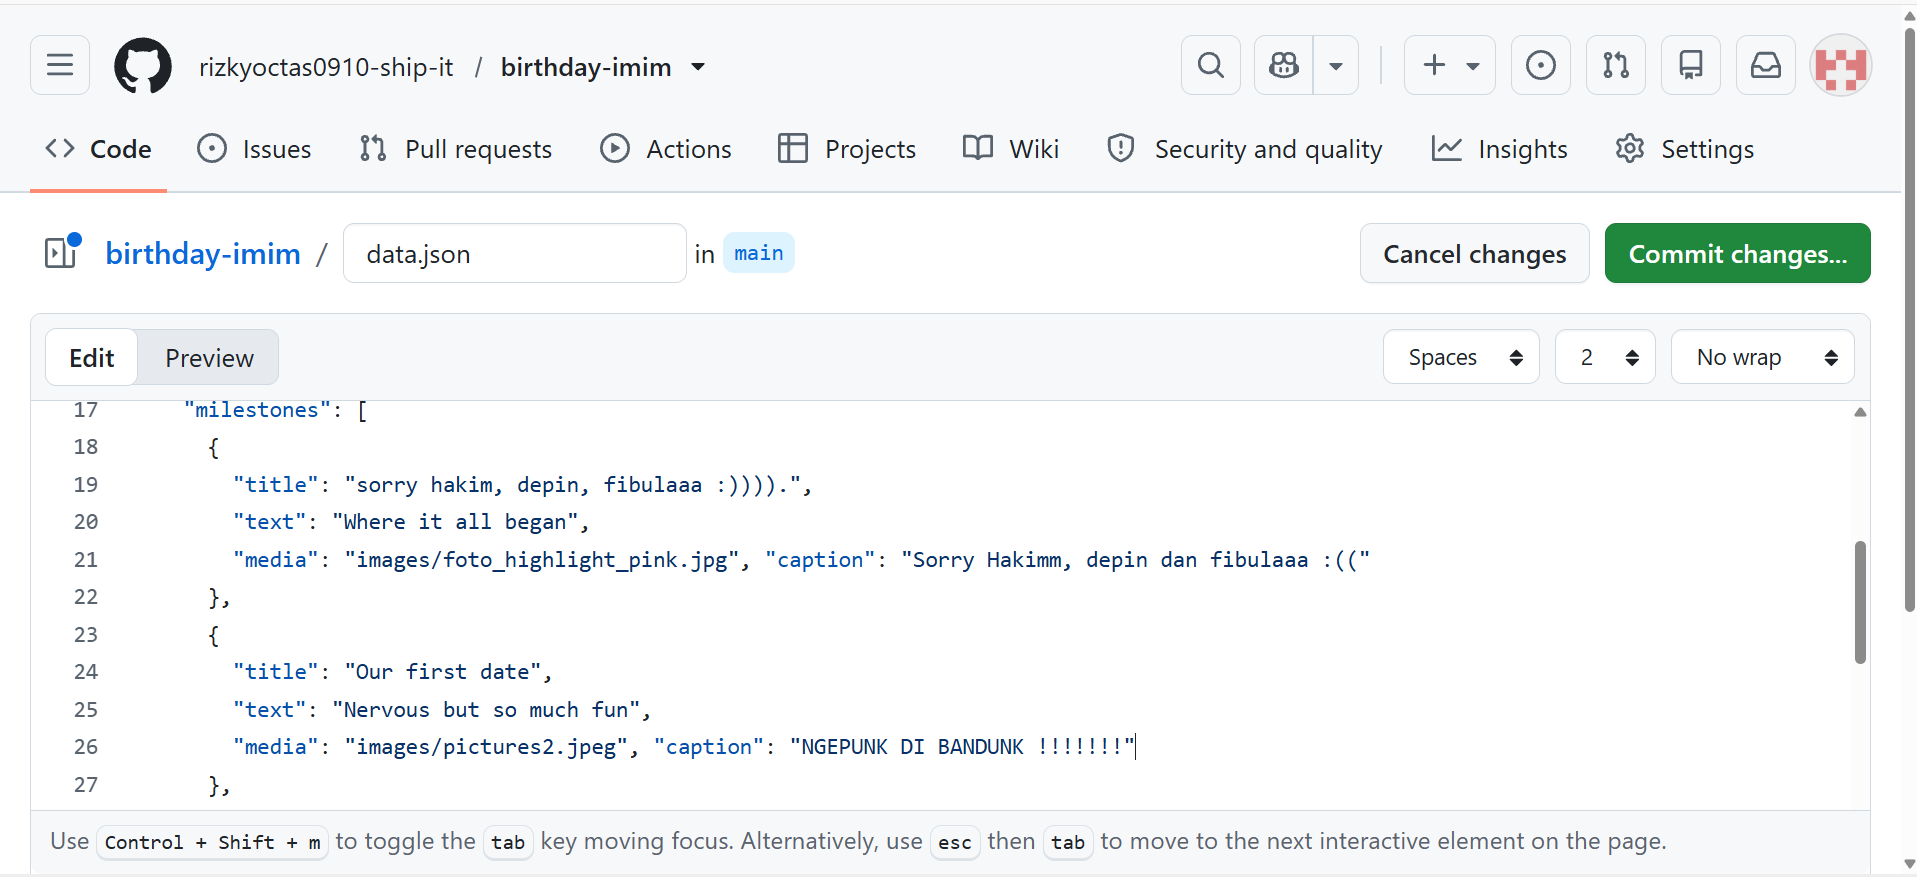 rizkyoctas0910-ship-it / birthday-imim
Code Issues Pull requests Actions Projects Wiki Security and quality Insights Settings
birthday-imim / data.json in main Cancel changes Commit changes...
Edit Preview Spaces 2 No wrap
17 "milestones": [
18 {
19 "title": "sorry hakim, depin, fibulaaa :)))).",
20 "text": "Where it all began",
21 "media": "images/foto_highlight_pink.jpg", "caption": "Sorry Hakimm, depin dan fibulaaa :(("
22 },
23 {
24 "title": "Our first date",
25 "text": "Nervous but so much fun",
26 "media": "images/pictures2.jpeg", "caption": "NGEPUNK DI BANDUNK !!!!!!!"
27 },
Use Control + Shift + m to toggle the tab key moving focus. Alternatively, use esc then tab to move to the next interactive element on the page.